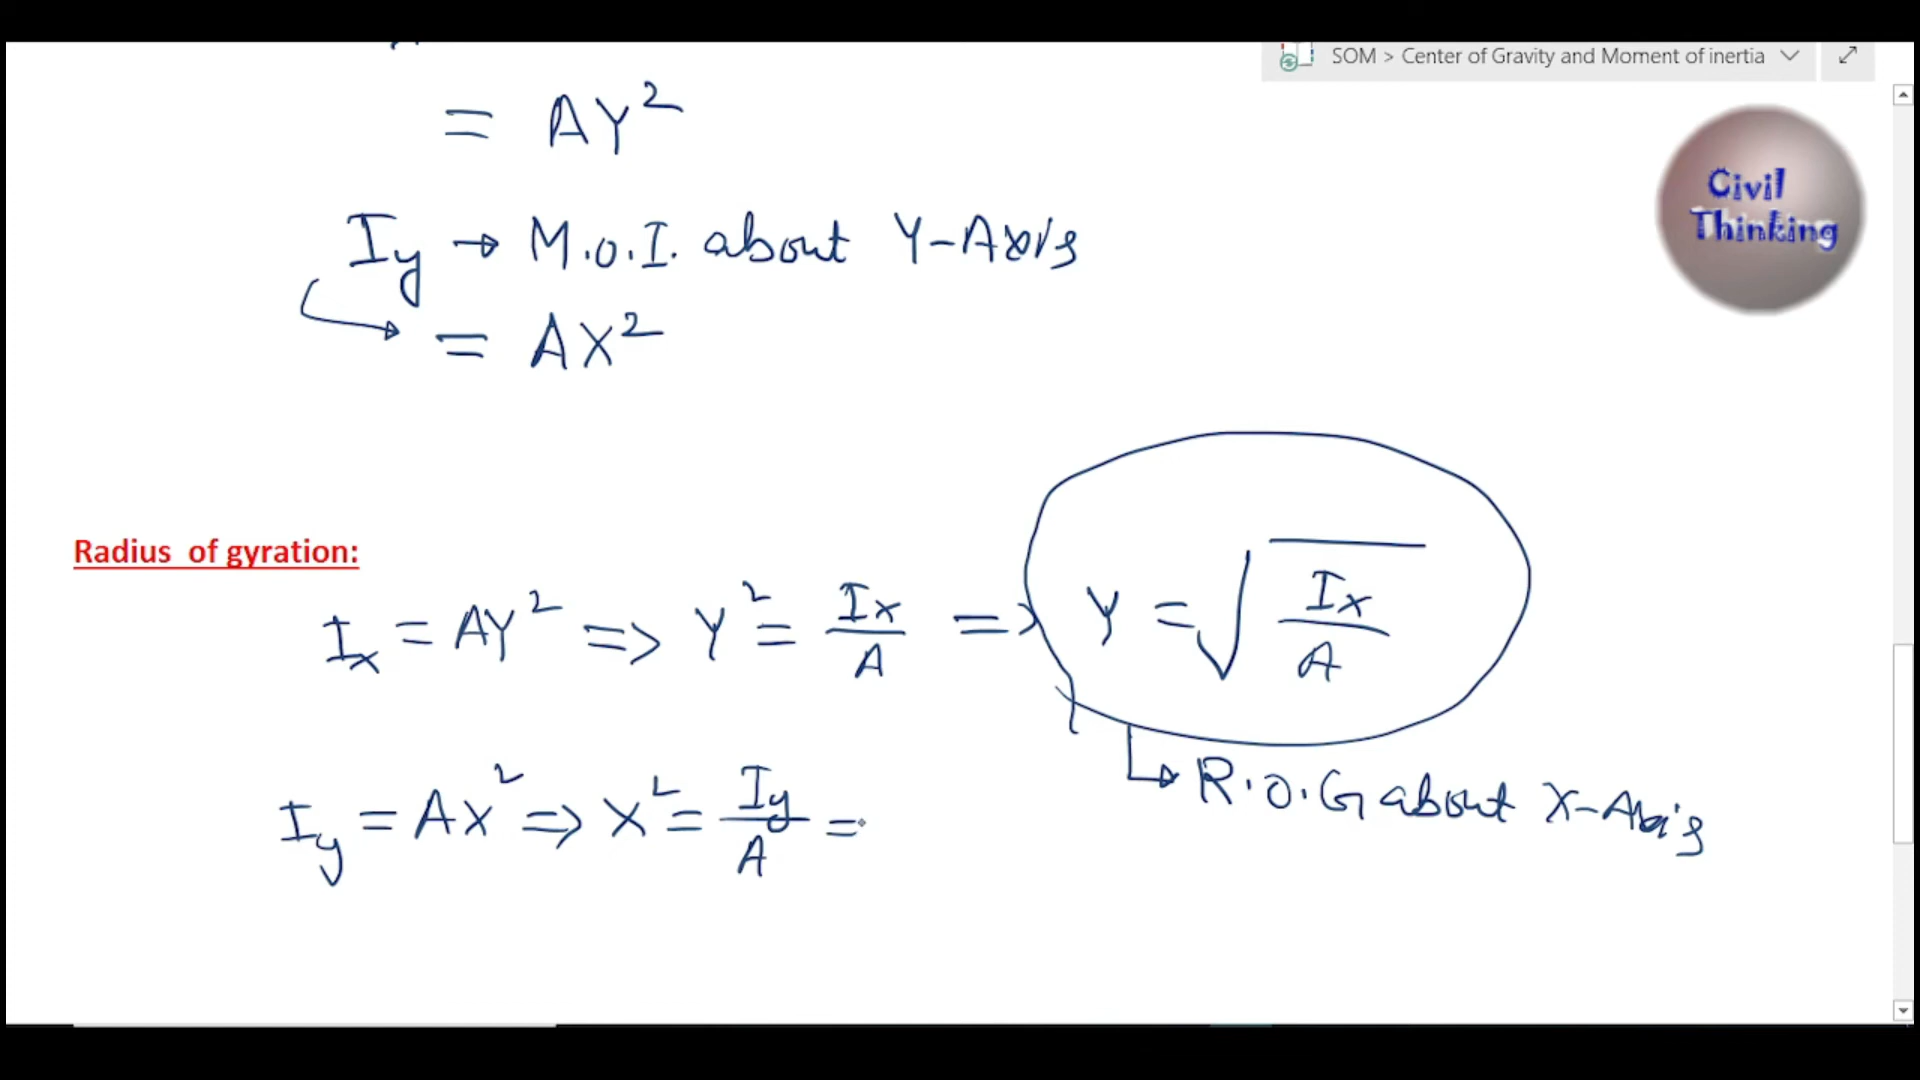 SOM > Center of Gravity and Moment of inertia
= AY²
Civil
Thinking
Iy → M.O.I. about Y-Axis
= AX²
Radius of gyration:
Ix = AY² => Y² = Ix/A => Y = √(Ix/A)
R.O.G about X-Axis
Iy = AX² => X² = Iy/A =